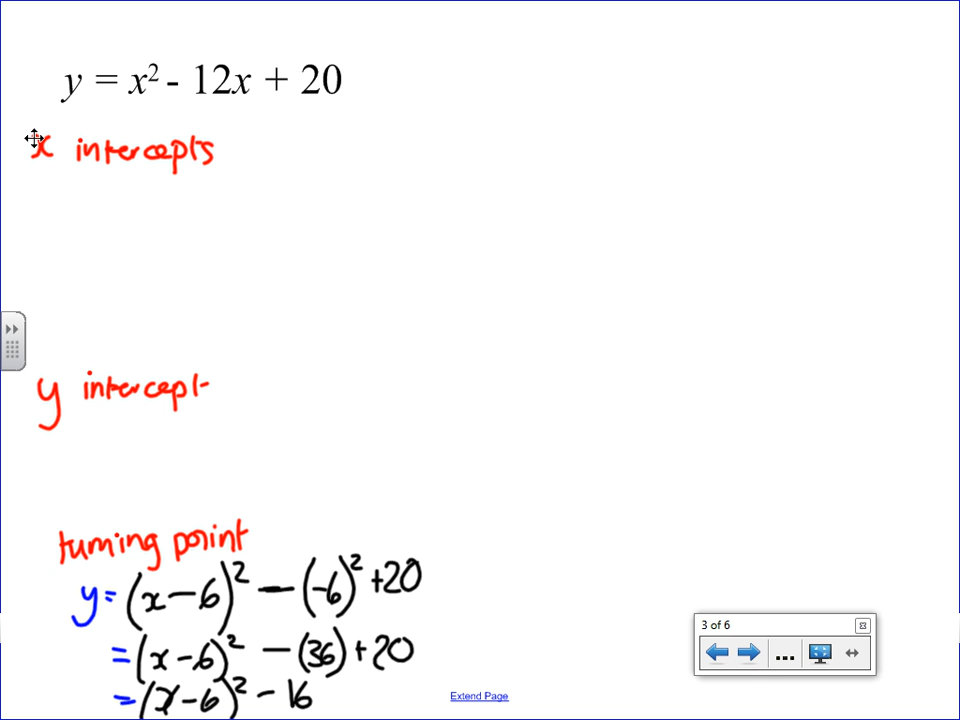 y = x² - 12x + 20
x intercepts
y intercept
turning point
y = (x - 6)² - (-6)² + 20
= (x - 6)² - (36) + 20
= (x - 6)² - 16
3 of 6
...
Extend Page